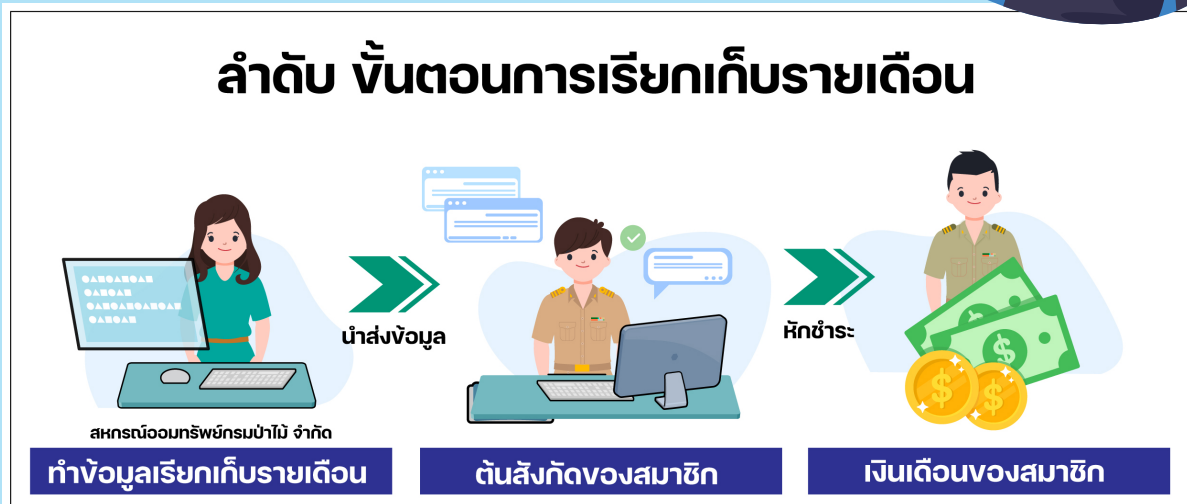 ลำดับ ขั้นตอนการเรียกเก็บรายเดือน
นำส่งข้อมูล
หักชำระ
สหกรณ์ออมทรัพย์กรมป่าไม้ จำกัด
ทำข้อมูลเรียกเก็บรายเดือน
ต้นสังกัดของสมาชิก
เงินเดือนของสมาชิก